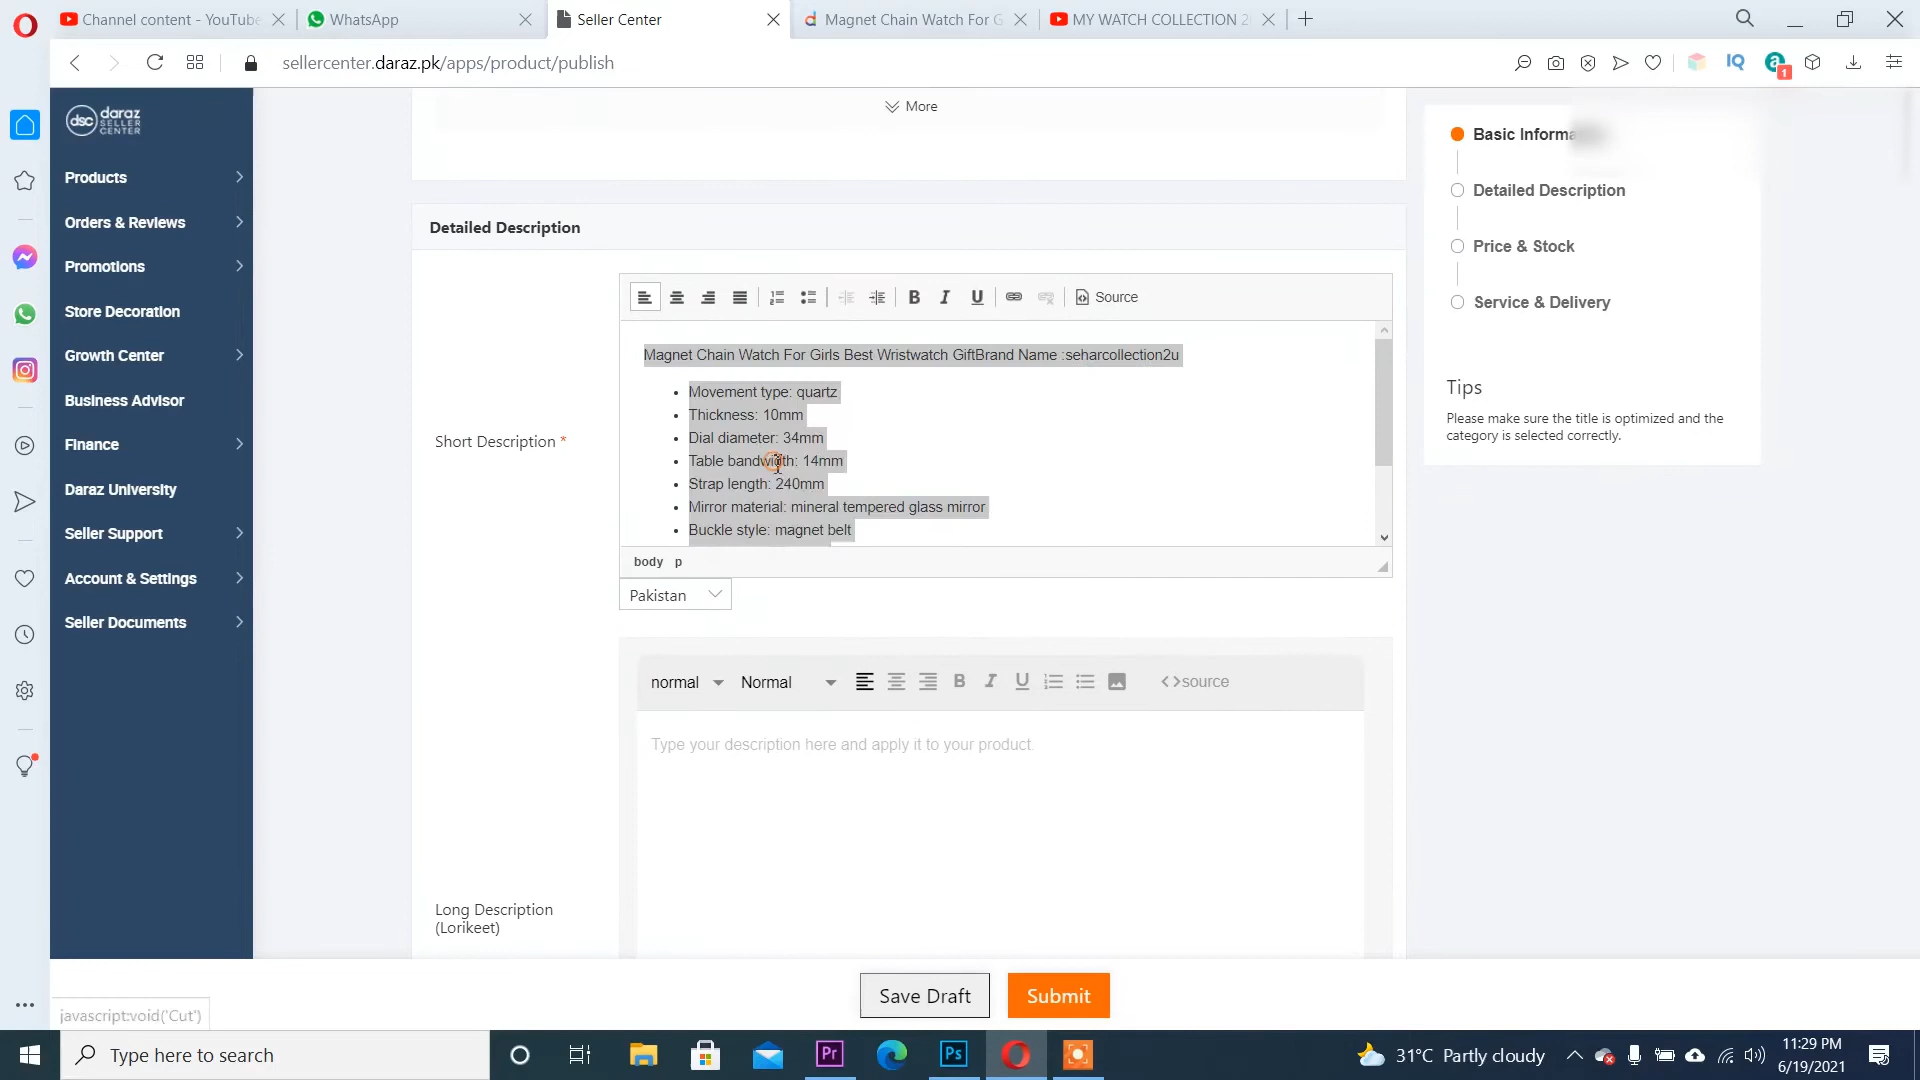 Channel content - YouTube
WhatsApp
Seller Center
Magnet Chain Watch For G
MY WATCH COLLECTION 2
sellercenter.daraz.pk/apps/product/publish
IQ
a
1
dsc daraz
SELLER
CENTER
Products
Orders & Reviews
Promotions
Store Decoration
Growth Center
Business Advisor
Finance
Daraz University
Seller Support
Account & Settings
Seller Documents
More
Detailed Description
Short Description *
Source
Magnet Chain Watch For Girls Best Wristwatch GiftBrand Name :seharcollection2u
Movement type: quartz
Thickness: 10mm
Dial diameter: 34mm
Table bandwidth: 14mm
Strap length: 240mm
Mirror material: mineral tempered glass mirror
Buckle style: magnet belt
body p
Pakistan
normal Normal B I U <>source
Type your description here and apply it to your product.
Long Description
(Lorikeet)
Basic Informa
Detailed Description
Price & Stock
Service & Delivery
Tips
Please make sure the title is optimized and the
category is selected correctly.
Save Draft
Submit
javascript:void('Cut')
Type here to search
Pr
Ps
31°C Partly cloudy
11:29 PM
6/19/2021